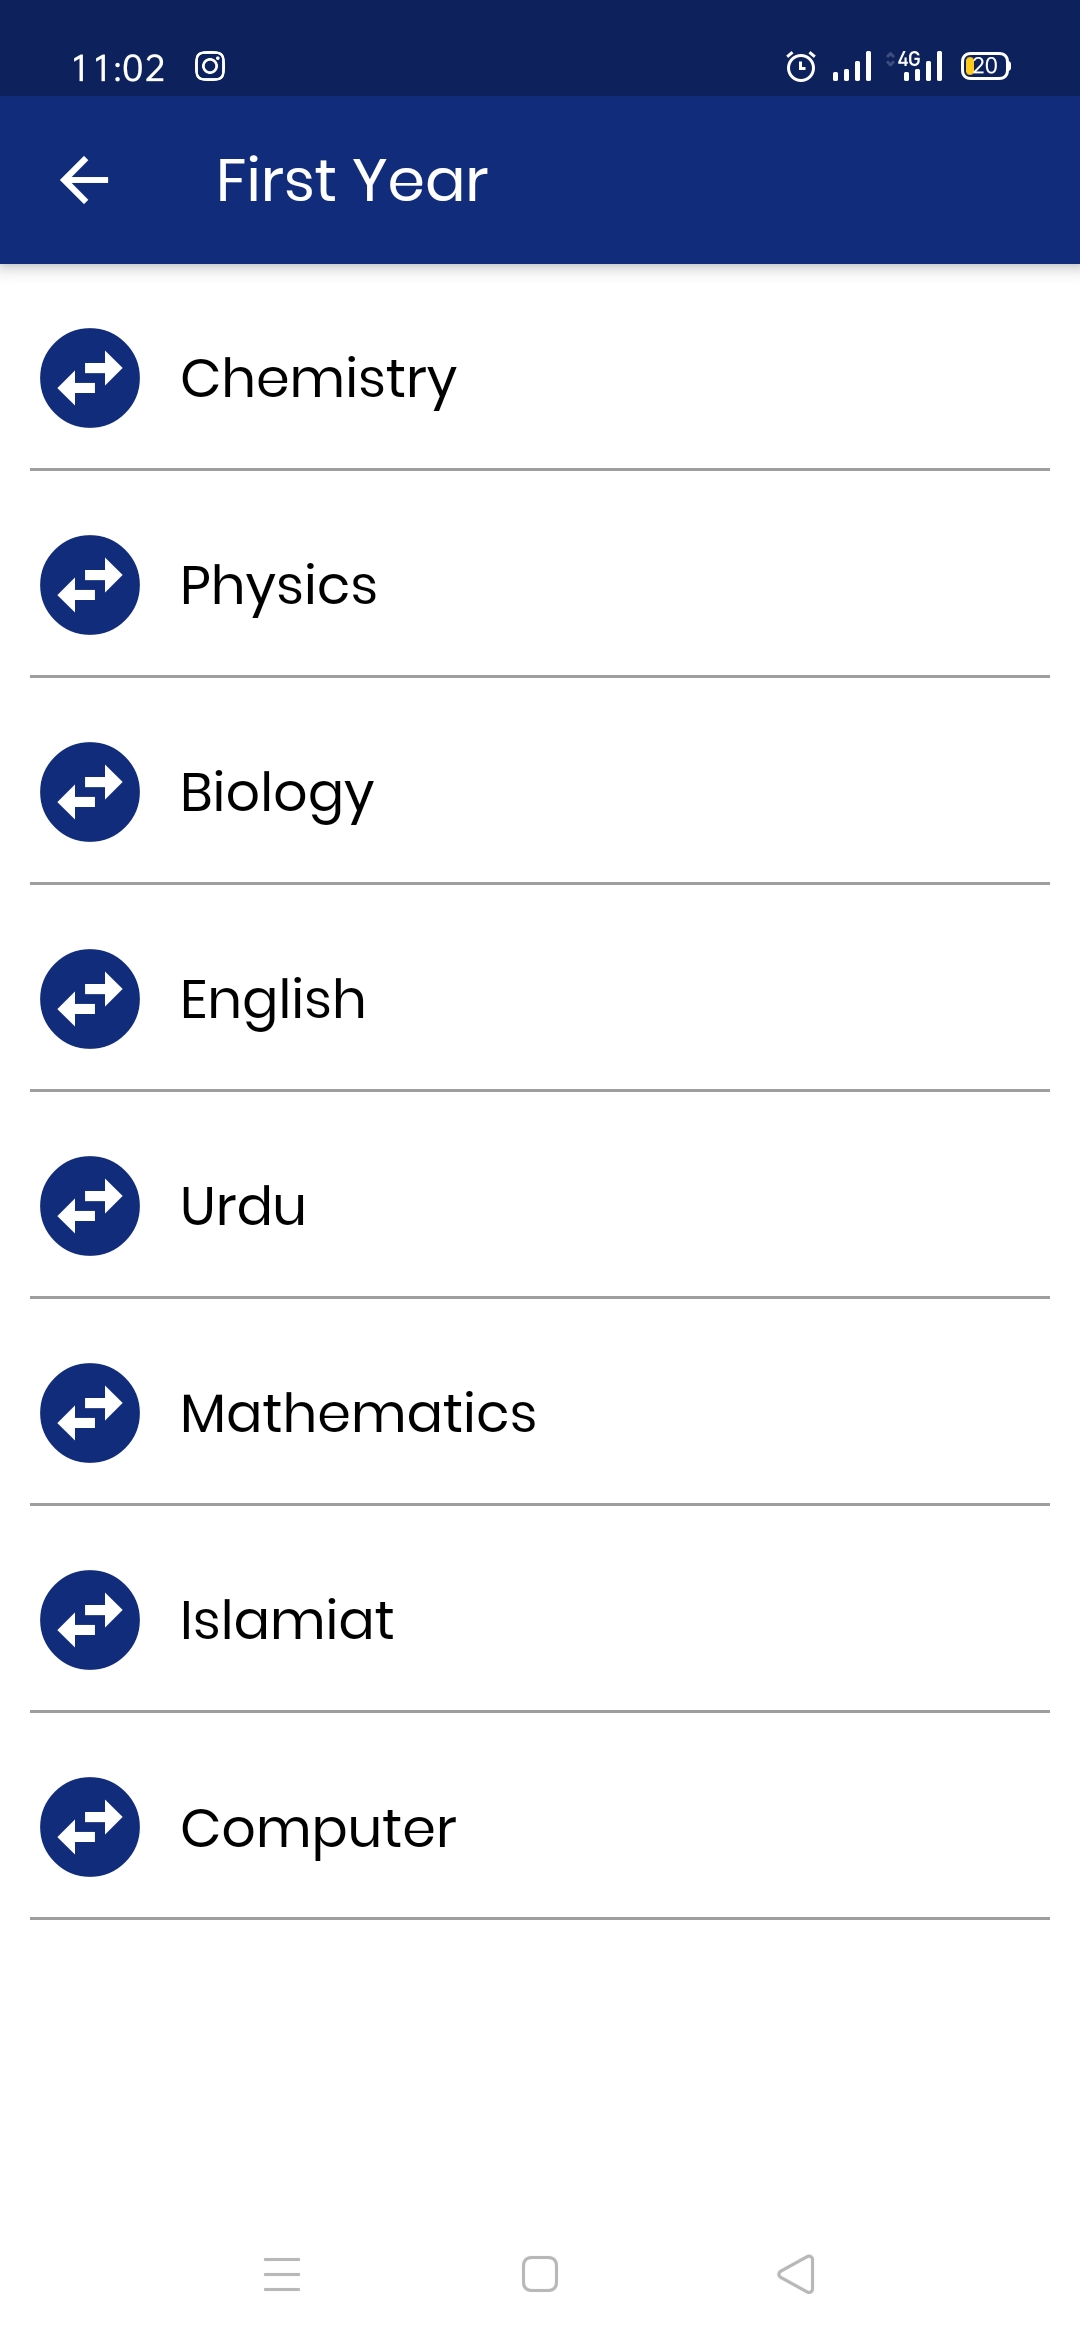 11:02 4G 20
First Year
Chemistry
Physics
Biology
English
Urdu
Mathematics
Islamiat
Computer